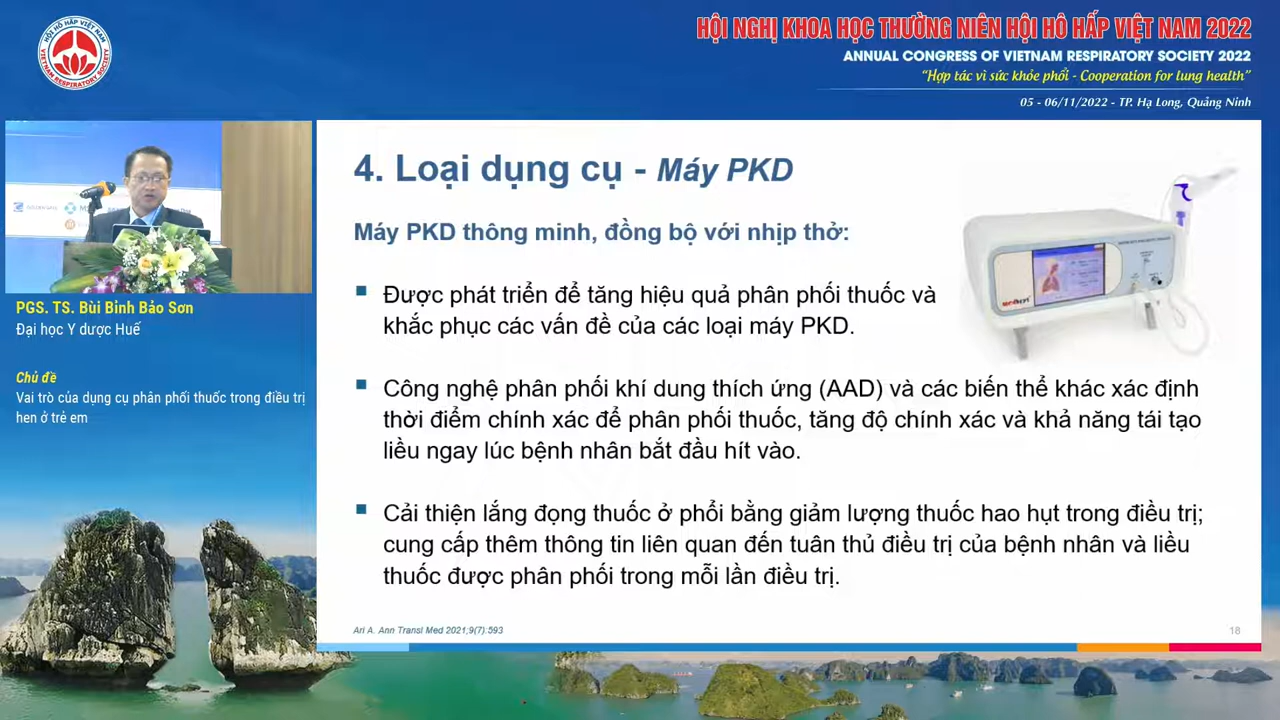 HỘI HÔ HẤP VIỆT NAM
VIETNAM RESPIRATORY SOCIETY
HỘI NGHỊ KHOA HỌC THƯỜNG NIÊN HỘI HÔ HẤP VIỆT NAM 2022
ANNUAL CONGRESS OF VIETNAM RESPIRATORY SOCIETY 2022
“Hợp tác vì sức khỏe phổi - Cooperation for lung health”
05 - 06/11/2022 - TP. Hạ Long, Quảng Ninh
PGS. TS. Bùi Bỉnh Bảo Sơn
Đại học Y dược Huế
Chủ đề
Vai trò của dụng cụ phân phối thuốc trong điều trị
hen ở trẻ em
4. Loại dụng cụ - Máy PKD
Máy PKD thông minh, đồng bộ với nhịp thở:
Được phát triển để tăng hiệu quả phân phối thuốc và
khắc phục các vấn đề của các loại máy PKD.
Công nghệ phân phối khí dung thích ứng (AAD) và các biến thể khác xác định
thời điểm chính xác để phân phối thuốc, tăng độ chính xác và khả năng tái tạo
liều ngay lúc bệnh nhân bắt đầu hít vào.
Cải thiện lắng đọng thuốc ở phổi bằng giảm lượng thuốc hao hụt trong điều trị;
cung cấp thêm thông tin liên quan đến tuân thủ điều trị của bệnh nhân và liều
thuốc được phân phối trong mỗi lần điều trị.
Ari A. Ann Transl Med 2021;9(7):593
18